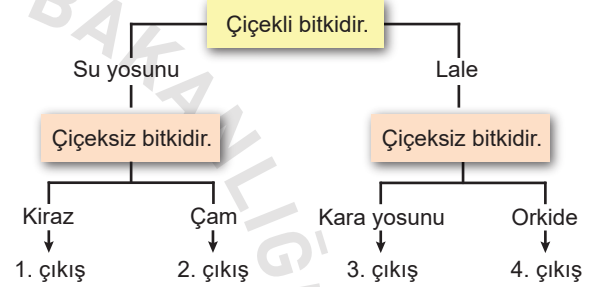 Çiçekli bitkidir.
Su yosunu
Lale
Çiçeksiz bitkidir.
Çiçeksiz bitkidir.
Kiraz
Çam
Kara yosunu
Orkide
1. çıkış
2. çıkış
3. çıkış
4. çıkış
BAKANLIĞ